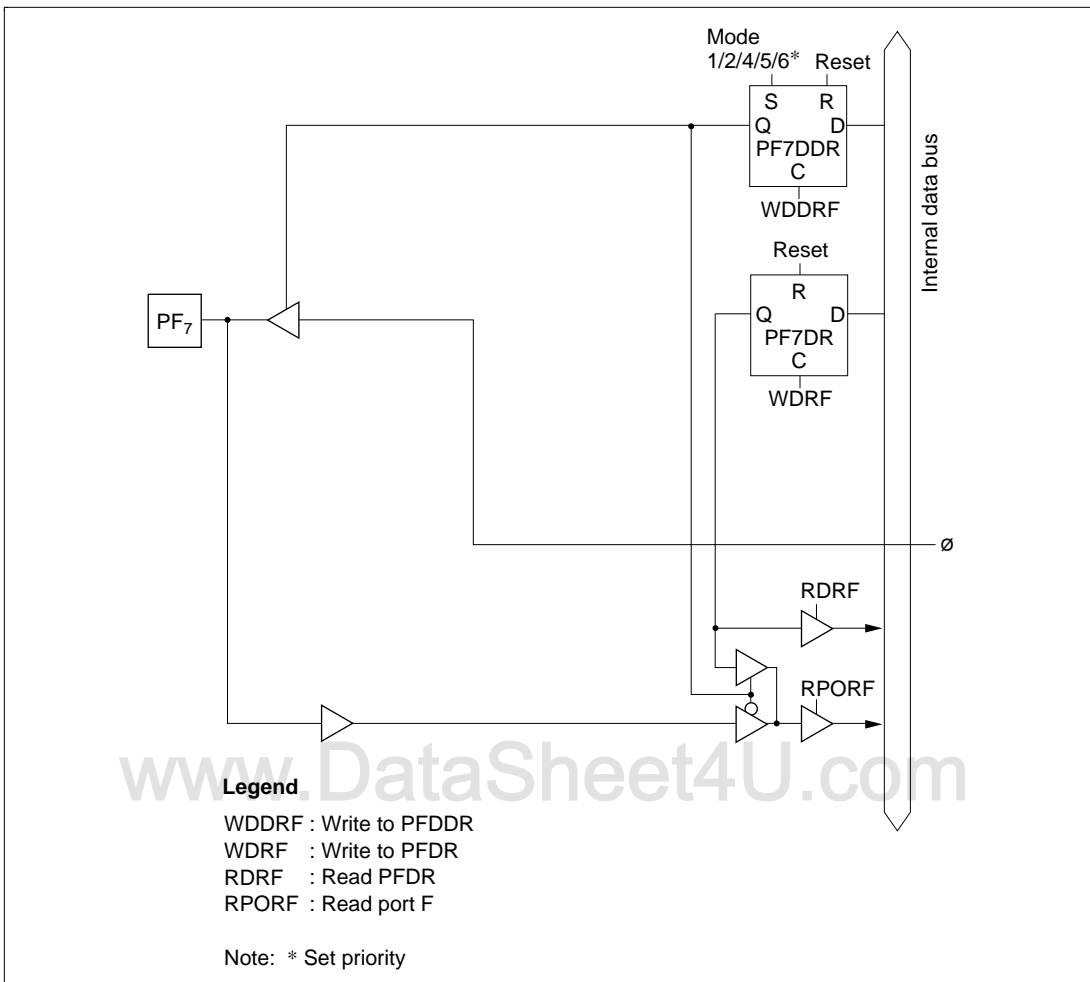 Mode
1/2/4/5/6* Reset
S R
Q D
PF7DDR
C
WDDRF
Internal data bus
Reset
R
Q D
PF7DR
C
WDRF
PF7
ø
RDRF
RPORF
www.DataSheet4U.com
Legend
WDDRF : Write to PFDDR
WDRF : Write to PFDR
RDRF : Read PFDR
RPORF : Read port F
Note: * Set priority